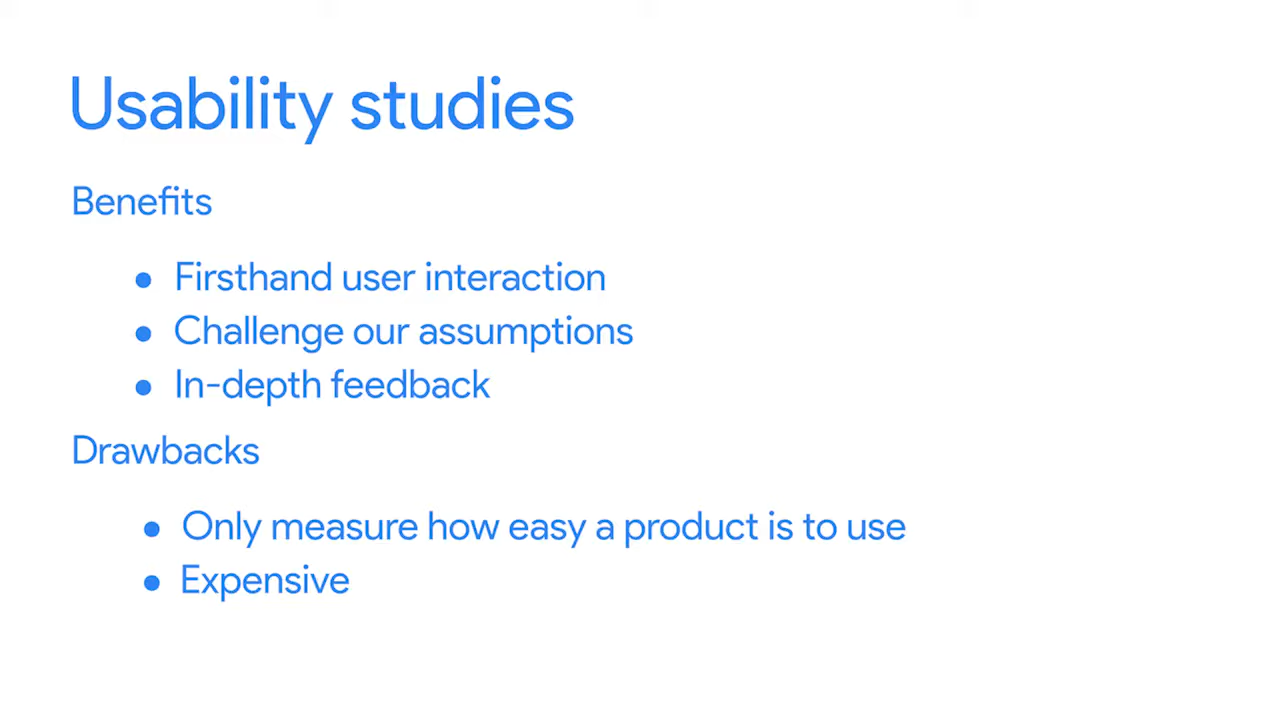 Usability studies
Benefits
● Firsthand user interaction
● Challenge our assumptions
● In-depth feedback
Drawbacks
● Only measure how easy a product is to use
● Expensive